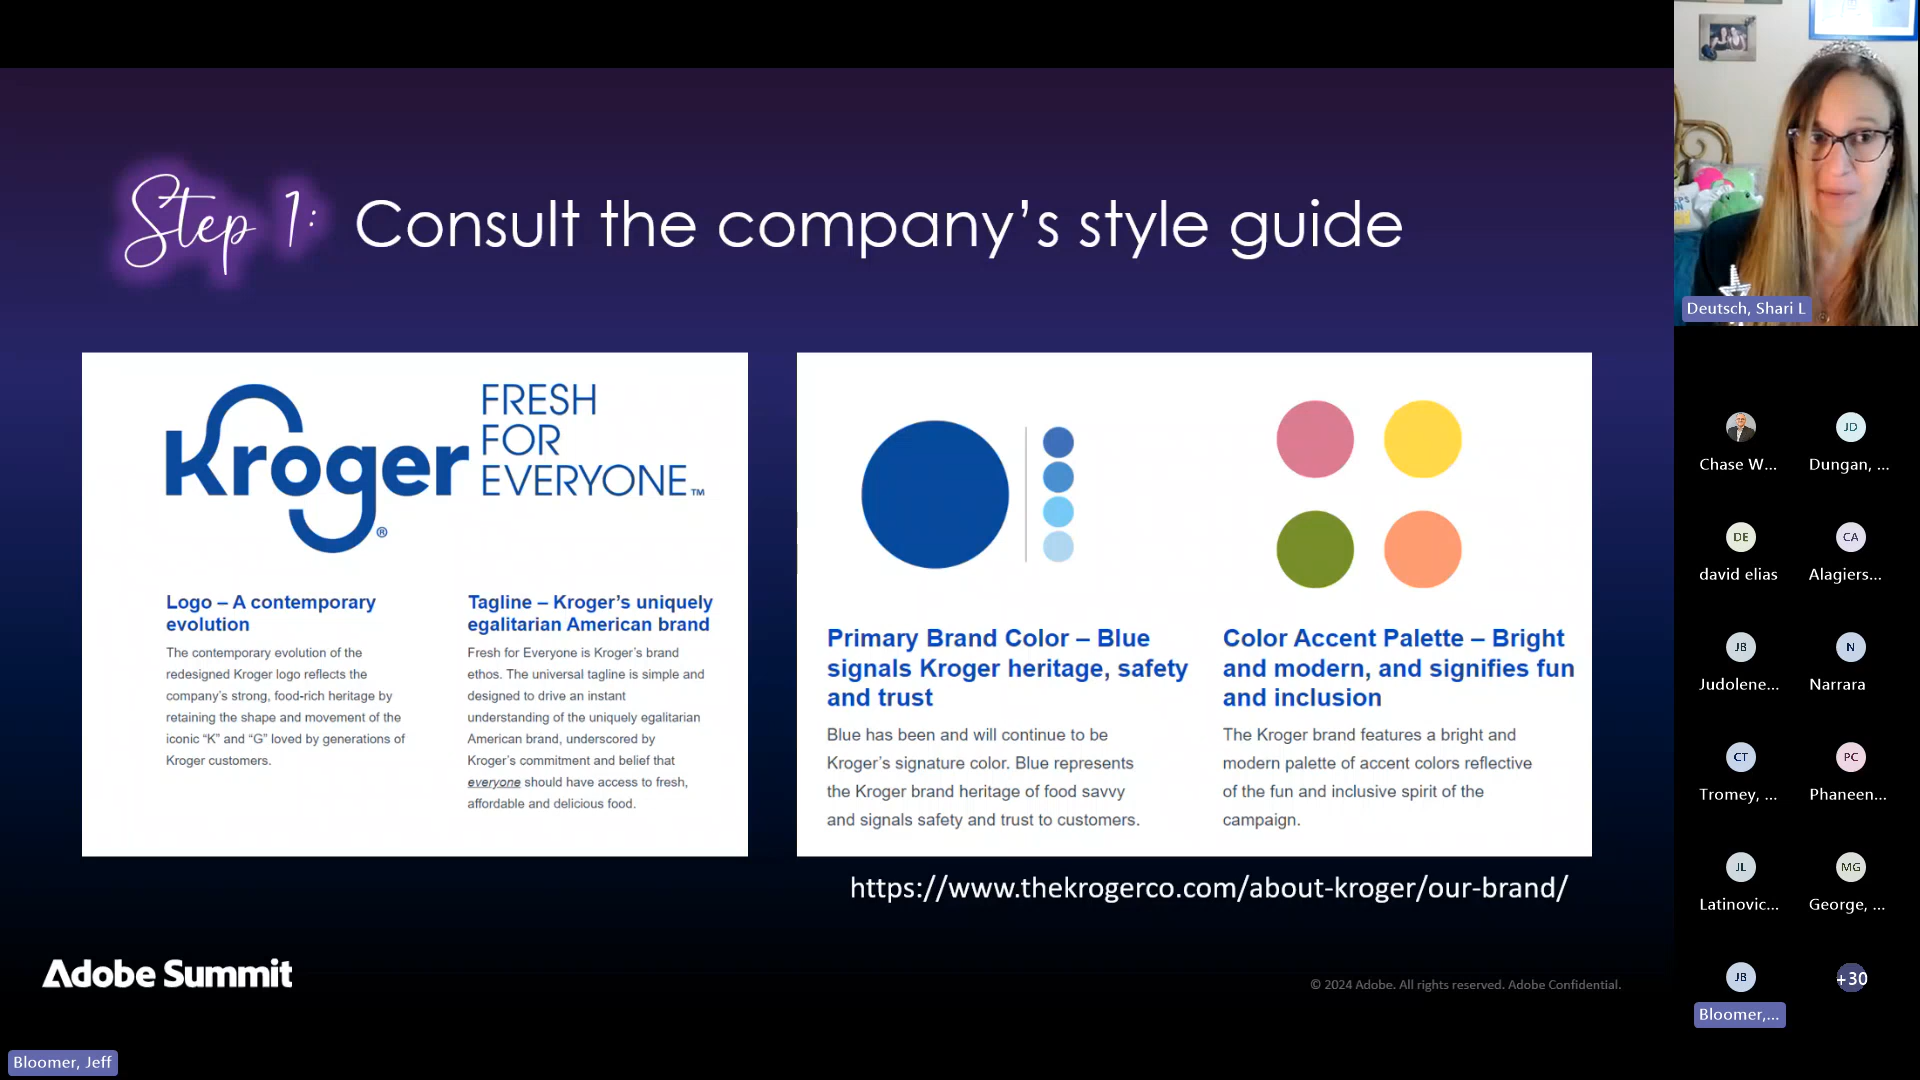 Step 1: Consult the company's style guide
Kroger®
FRESH
FOR
EVERYONE™
Logo – A contemporary
evolution
The contemporary evolution of the
redesigned Kroger logo reflects the
company's strong, food-rich heritage by
retaining the shape and movement of the
iconic “K” and “G” loved by generations of
Kroger customers.
Tagline – Kroger's uniquely
egalitarian American brand
Fresh for Everyone is Kroger's brand
ethos. The universal tagline is simple and
designed to drive an instant
understanding of the uniquely egalitarian
American brand, underscored by
Kroger's commitment and belief that
everyone should have access to fresh,
affordable and delicious food.
Primary Brand Color – Blue
signals Kroger heritage, safety
and trust
Blue has been and will continue to be
Kroger's signature color. Blue represents
the Kroger brand heritage of food savvy
and signals safety and trust to customers.
Color Accent Palette – Bright
and modern, and signifies fun
and inclusion
The Kroger brand features a bright and
modern palette of accent colors reflective
of the fun and inclusive spirit of the
campaign.
https://www.thekrogerco.com/about-kroger/our-brand/
Adobe Summit
© 2024 Adobe. All rights reserved. Adobe Confidential.
Bloomer, Jeff
Deutsch, Shari L
Chase W...
JD
Dungan, ...
DE
david elias
CA
Alagiers...
JB
Judolene...
N
Narrara
CT
Tromey, ...
PC
Phaneen...
JL
Latinovic...
MG
George, ...
JB
Bloomer,...
+30